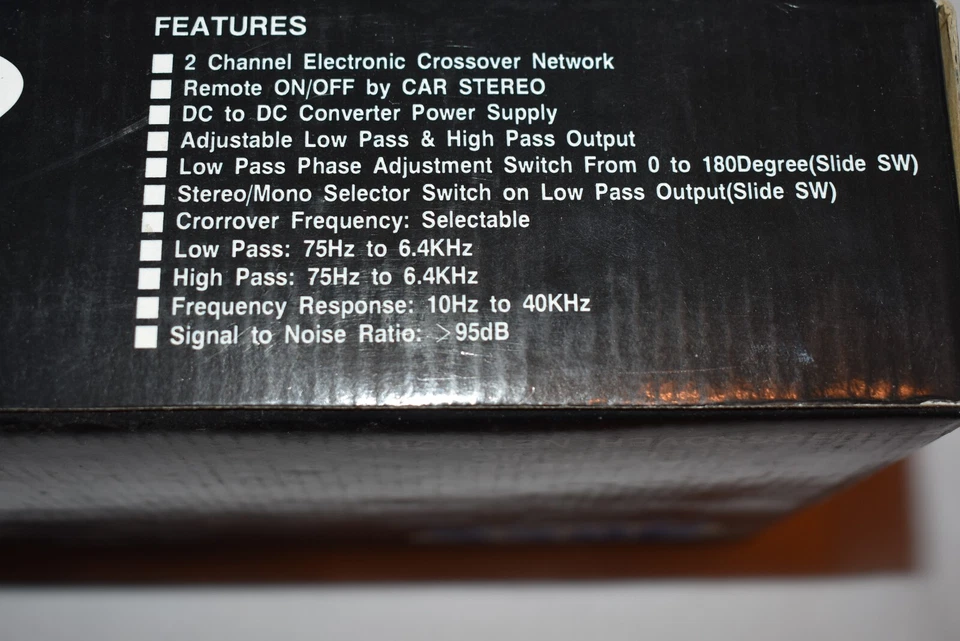 FEATURES
2 Channel Electronic Crossover Network
Remote ON/OFF by CAR STEREO
DC to DC Converter Power Supply
Adjustable Low Pass & High Pass Output
Low Pass Phase Adjustment Switch From 0 to 180Degree(Slide SW)
Stereo/Mono Selector Switch on Low Pass Output(Slide SW)
Crorrover Frequency: Selectable
Low Pass: 75Hz to 6.4KHz
High Pass: 75Hz to 6.4KHz
Frequency Response: 10Hz to 40KHz
Signal to Noise Ratio: >95dB